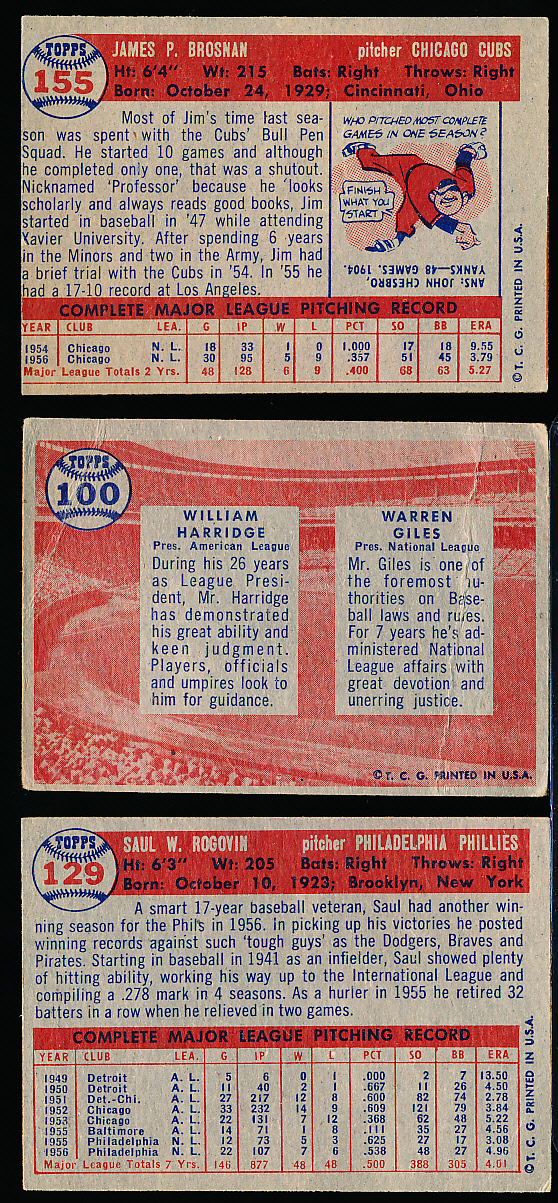 TOPPS
155
JAMES P. BROSNAN pitcher CHICAGO CUBS
Ht: 6'4" Wt: 215 Bats: Right Throws: Right
Born: October 24, 1929; Cincinnati, Ohio
Most of Jim's time last sea-
son was spent with the Cubs' Bull Pen
Squad. He started 10 games and although
he completed only one, that was a shutout.
Nicknamed 'Professor' because he looks
scholarly and always reads good books, Jim
started in baseball in '47 while attending
Xavier University. After spending 6 years
in the Minors and two in the Army, Jim had
a brief trial with the Cubs in '54. In '55 he
had a 17-10 record at Los Angeles.
WHO PITCHED MOST COMPLETE
GAMES IN ONE SEASON?
FINISH
WHAT YOU
START
ANS: JOHN CHESBRO,
YANKS—48 GAMES, 1904.
COMPLETE MAJOR LEAGUE PITCHING RECORD
YEAR CLUB LEA. G IP W L PCT SO BB ERA
1954 Chicago N. L. 18 33 1 0 1.000 17 18 9.55
1956 Chicago N. L. 30 95 5 9 .357 51 45 3.79
Major League Totals 2 Yrs. 48 128 6 9 .400 68 63 5.27
© T. C. G. PRINTED IN U.S.A.
TOPPS
100
WILLIAM
HARRIDGE
Pres. American League
During his 26 years
as League Presi-
dent, Mr. Harridge
has demonstrated
his great ability and
keen judgment.
Players, officials
and umpires look to
him for guidance.
WARREN
GILES
Pres. National League
Mr. Giles is one of
the foremost au-
thorities on Base-
ball laws and rules.
For 7 years he's ad-
ministered National
League affairs with
great devotion and
unerring justice.
© T. C. G. PRINTED IN U.S.A.
TOPPS
129
SAUL W. ROGOVIN pitcher PHILADELPHIA PHILLIES
Ht: 6'3" Wt: 205 Bats: Right Throws: Right
Born: October 10, 1923; Brooklyn, New York
A smart 17-year baseball veteran, Saul had another win-
ning season for the Phils in 1956. In picking up his victories he posted
winning records against such 'tough guys' as the Dodgers, Braves and
Pirates. Starting in baseball in 1941 as an infielder, Saul showed plenty
of hitting ability, working his way up to the International League and
compiling a .278 mark in 4 seasons. As a hurler in 1955 he retired 32
batters in a row when he relieved in two games.
COMPLETE MAJOR LEAGUE PITCHING RECORD
YEAR CLUB LEA. G IP W L PCT SO BB ERA
1949 Detroit A. L. 5 6 0 1 .000 2 7 13.50
1950 Detroit A. L. 11 40 2 1 .667 11 26 4.50
1951 Det.-Chi. A. L. 27 217 12 8 .600 82 74 2.78
1952 Chicago A. L. 33 232 14 9 .609 121 79 3.84
1953 Chicago A. L. 22 131 7 12 .368 62 48 5.22
1955 Baltimore A. L. 14 71 1 8 .111 35 27 4.56
1955 Philadelphia N. L. 12 73 5 3 .625 27 17 3.08
1956 Philadelphia N. L. 22 107 7 6 .538 48 27 4.96
Major League Totals 7 Yrs. 146 877 48 48 .500 388 305 4.01
© T. C. G. PRINTED IN U.S.A.